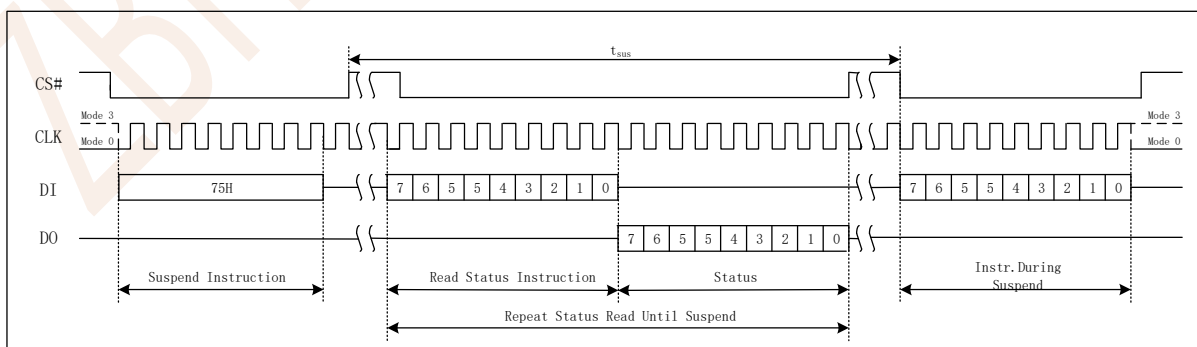 ZB
t_sus
CS#
Mode 3
CLK
Mode 0
Mode 3
Mode 0
DI
75H
7 6 5 5 4 3 2 1 0
7 6 5 5 4 3 2 1 0
DO
7 6 5 5 4 3 2 1 0
Suspend Instruction
Read Status Instruction
Status
Instr.During
Suspend
Repeat Status Read Until Suspend